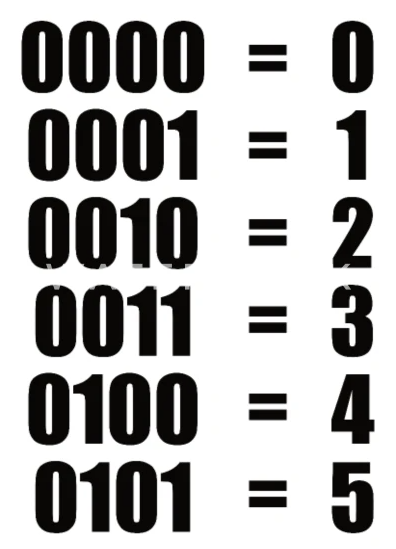 0000 = 0
0001 = 1
0010 = 2
0011 = 3
0100 = 4
0101 = 5